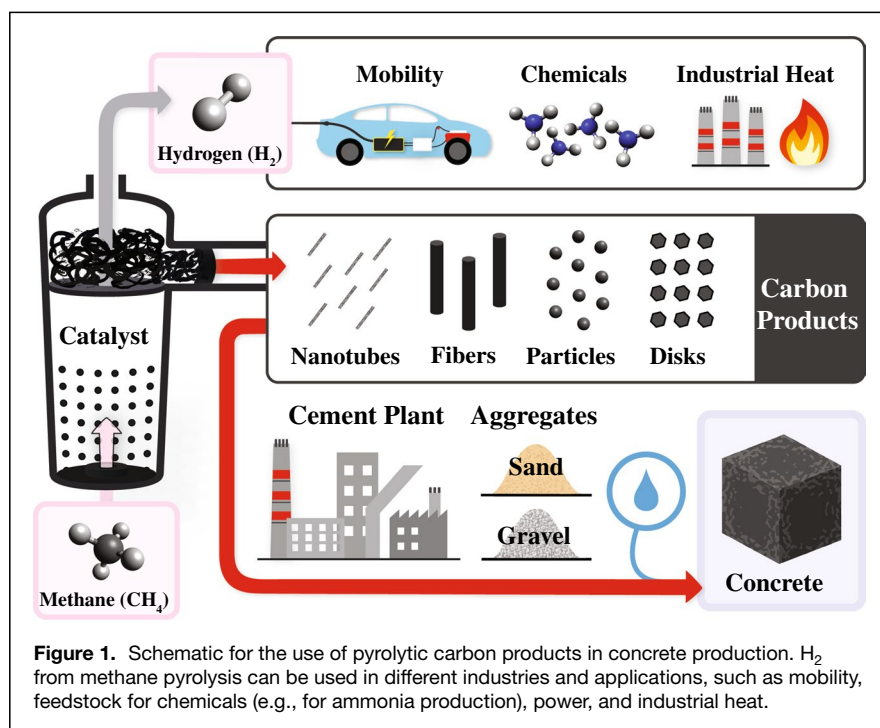 Mobility
Chemicals
Industrial Heat
Hydrogen (H₂)
Catalyst
Methane (CH₄)
Nanotubes
Fibers
Particles
Disks
Carbon
Products
Cement Plant
Aggregates
Sand
Gravel
Concrete
Figure 1. Schematic for the use of pyrolytic carbon products in concrete production. H₂
from methane pyrolysis can be used in different industries and applications, such as mobility,
feedstock for chemicals (e.g., for ammonia production), power, and industrial heat.